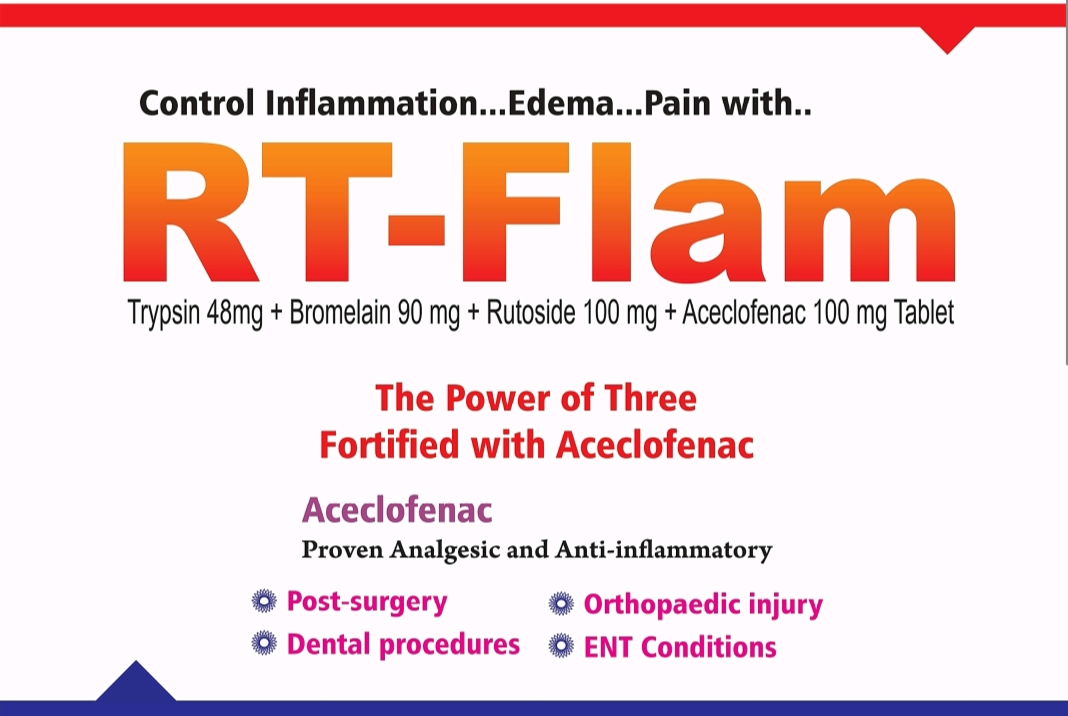 Control Inflammation...Edema...Pain with..
RT-Flam
Trypsin 48mg + Bromelain 90 mg + Rutoside 100 mg + Aceclofenac 100 mg Tablet
The Power of Three
Fortified with Aceclofenac
Aceclofenac
Proven Analgesic and Anti-inflammatory
Post-surgery
Orthopaedic injury
Dental procedures
ENT Conditions